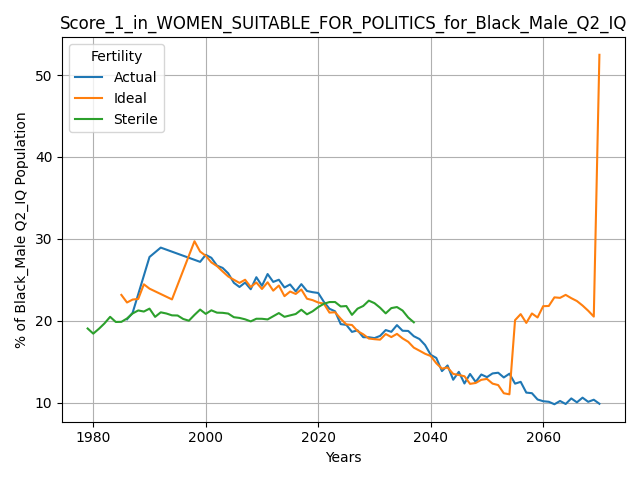 Score_1_in_WOMEN_SUITABLE_FOR_POLITICS_for_Black_Male_Q2_IQ
Fertility
Actual
Ideal
Sterile
% of Black_Male Q2_IQ Population
50
40
30
20
10
1980
2000
2020
2040
2060
Years